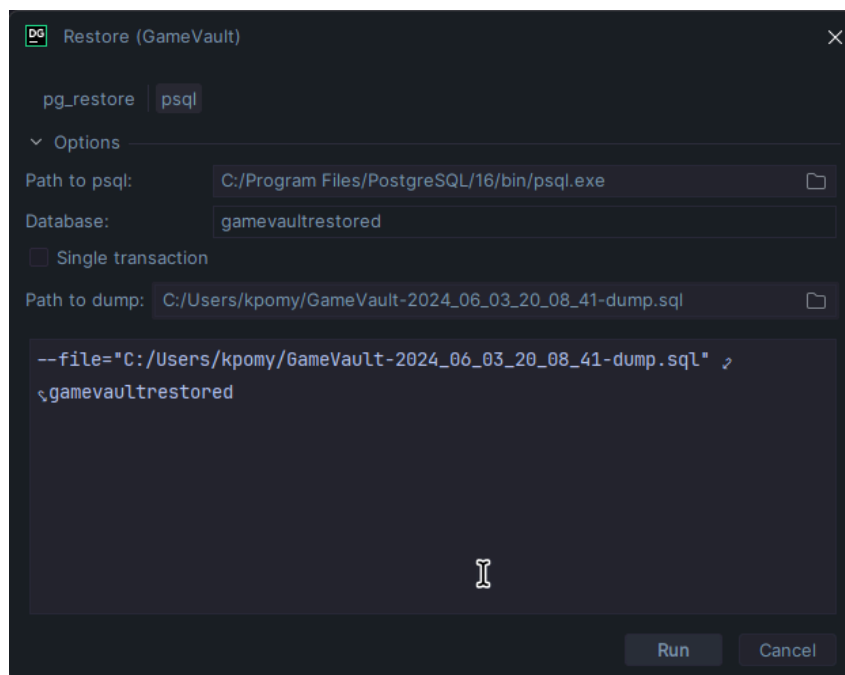 DG Restore (GameVault)
pg_restore psql
Options
Path to psql: C:/Program Files/PostgreSQL/16/bin/psql.exe
Database: gamevaultrestored
Single transaction
Path to dump: C:/Users/kpomy/GameVault-2024_06_03_20_08_41-dump.sql
--file="C:/Users/kpomy/GameVault-2024_06_03_20_08_41-dump.sql"
gamevaultrestored
Run Cancel